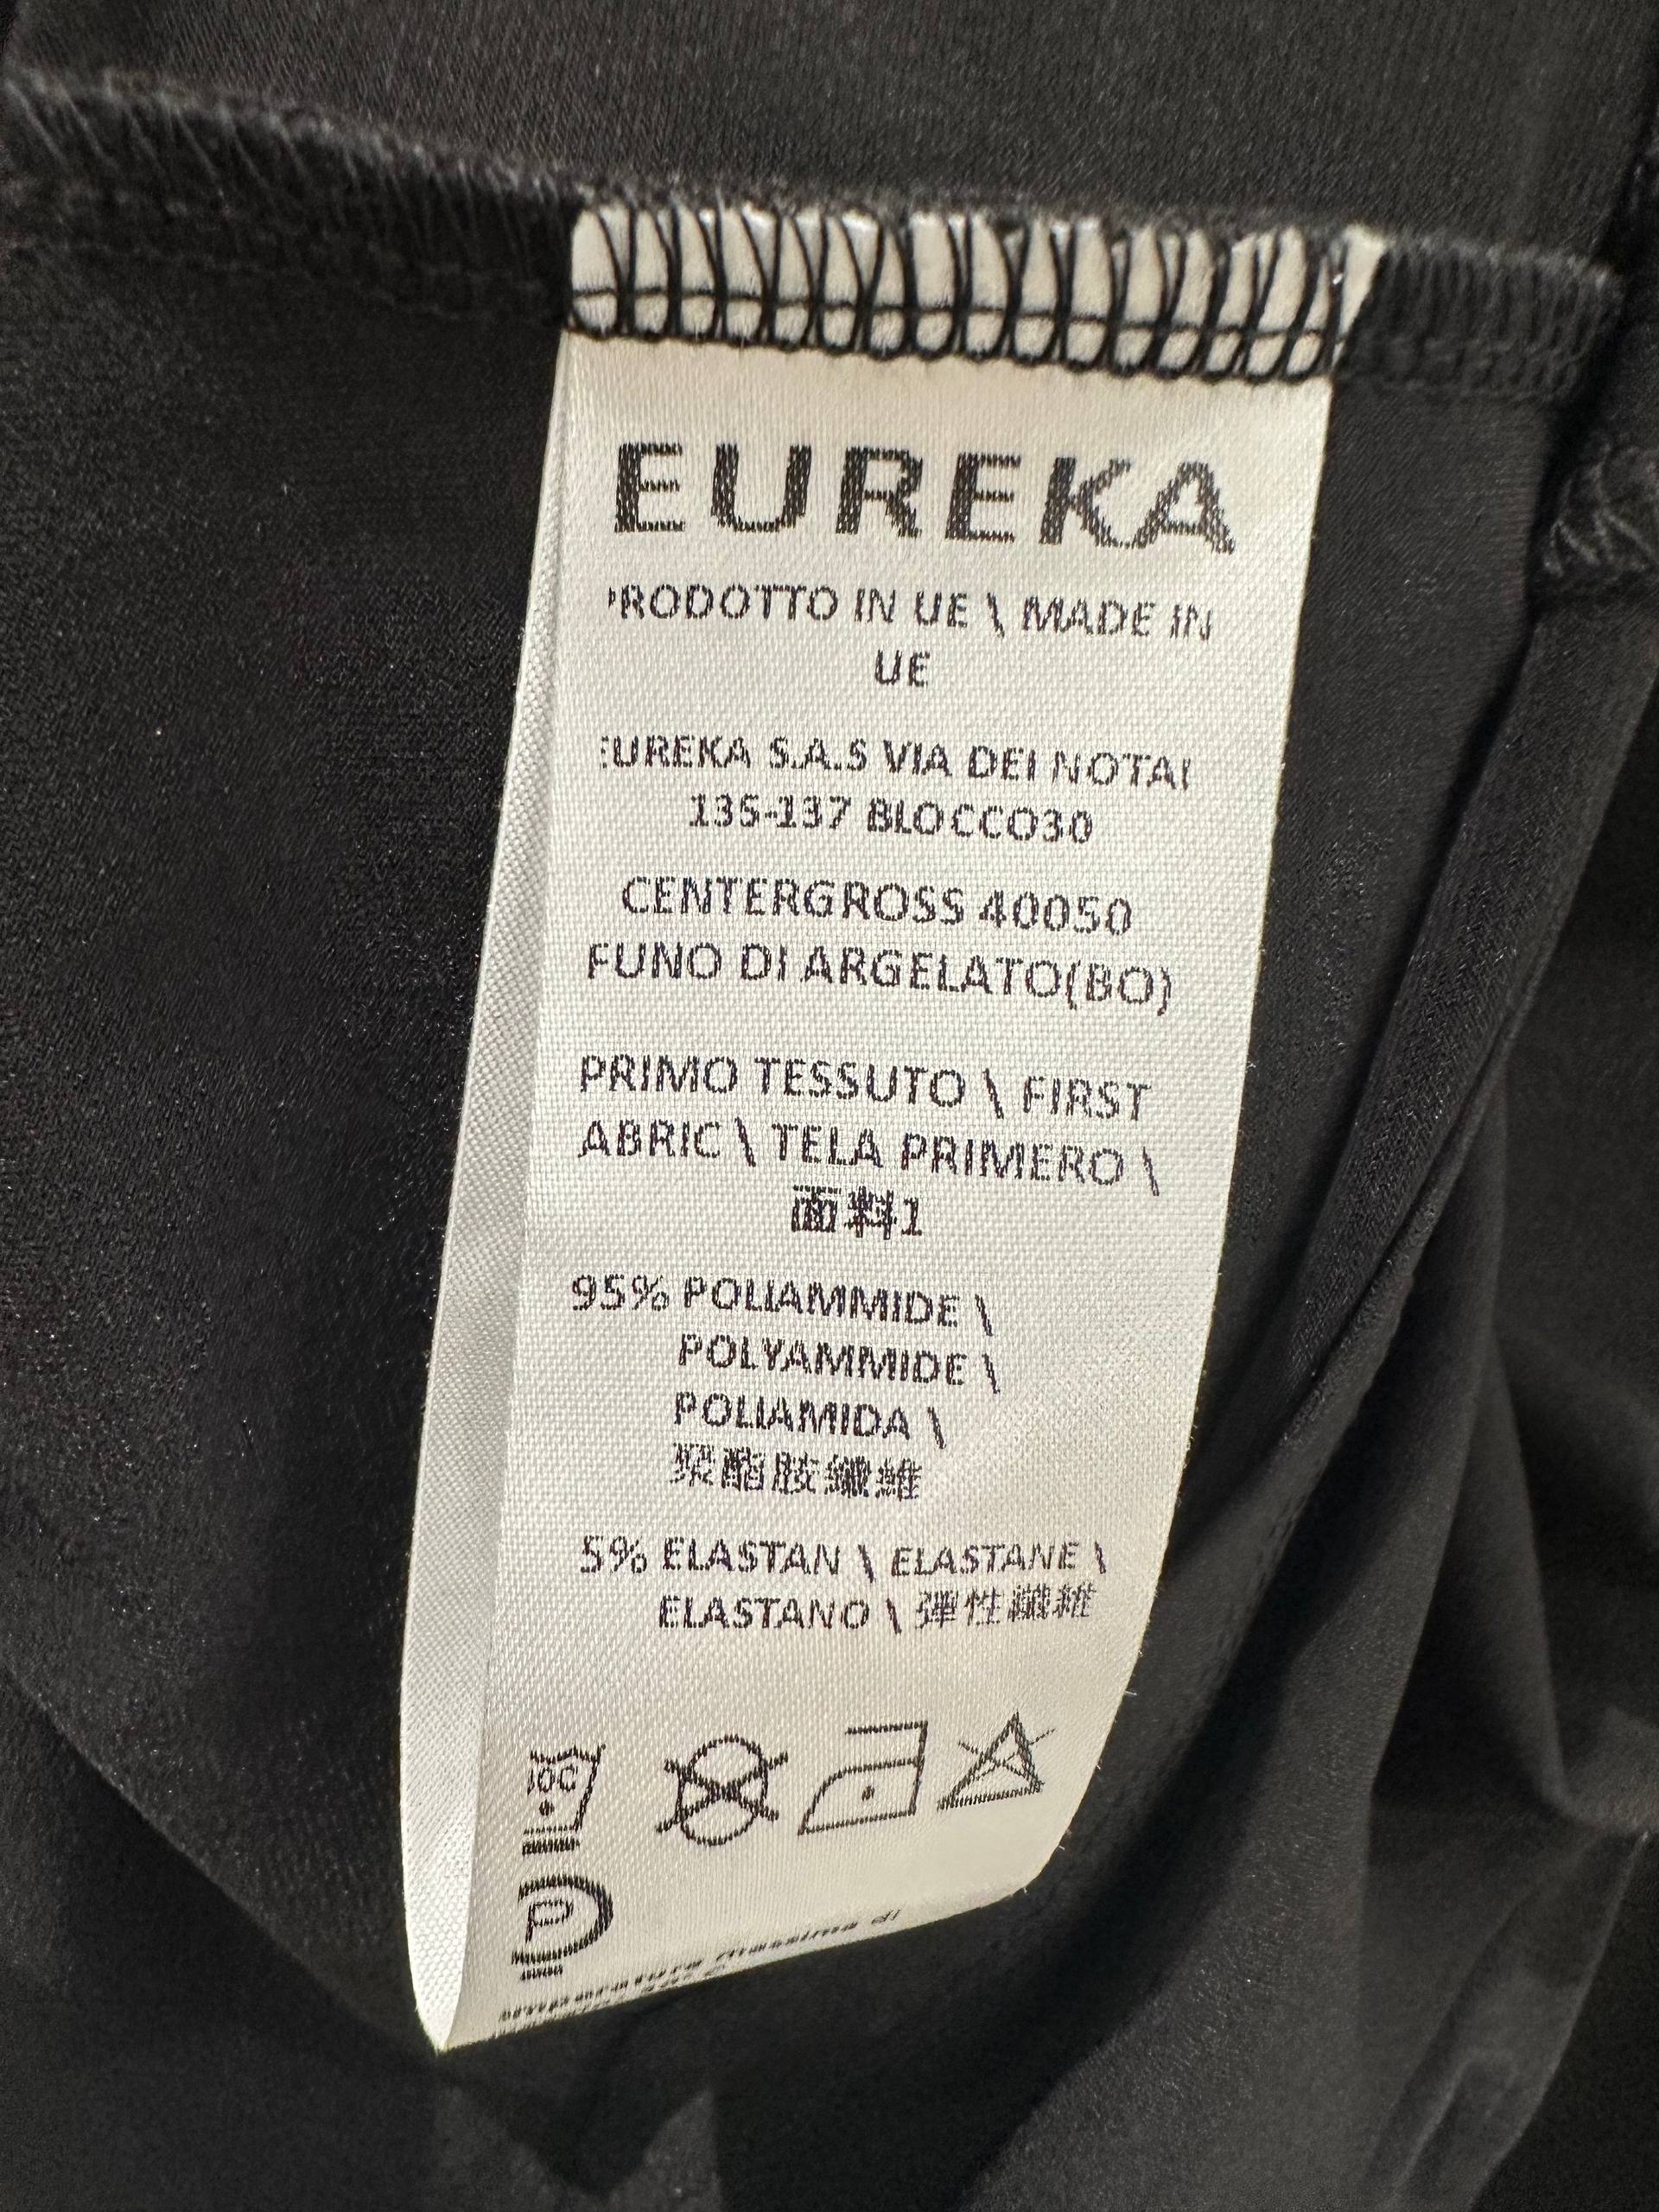 EUREKA
PRODOTTO IN UE \ MADE IN
UE
EUREKA S.A.S VIA DEI NOTAI
135-137 BLOCCO30
CENTERGROSS 40050
FUNO DI ARGELATO(BO)
PRIMO TESSUTO \ FIRST
ABRIC \ TELA PRIMERO \
面料1
95% POLIAMMIDE \
POLYAMMIDE \
POLIAMIDA \
聚酯胺纖維
5% ELASTAN \ ELASTANE \
ELASTANO \ 彈性纖維
P
massima di